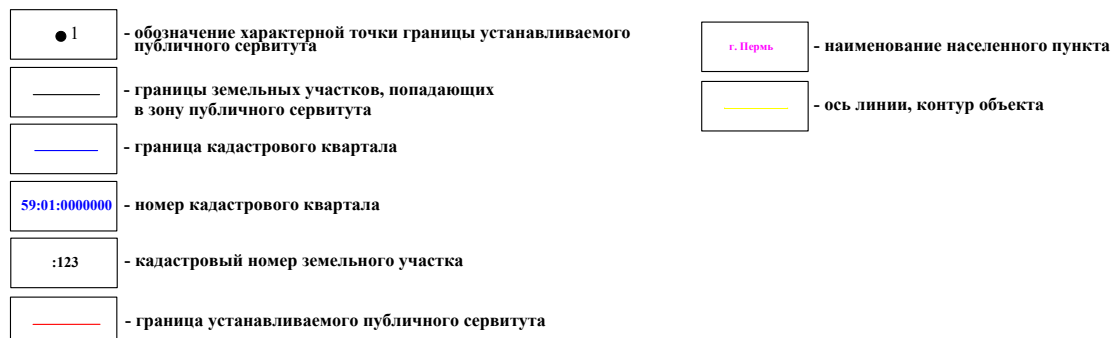 ● 1
- обозначение характерной точки границы устанавливаемого
публичного сервитута
- границы земельных участков, попадающих
в зону публичного сервитута
- граница кадастрового квартала
59:01:0000000
- номер кадастрового квартала
:123
- кадастровый номер земельного участка
- граница устанавливаемого публичного сервитута
г. Пермь
- наименование населенного пункта
- ось линии, контур объекта